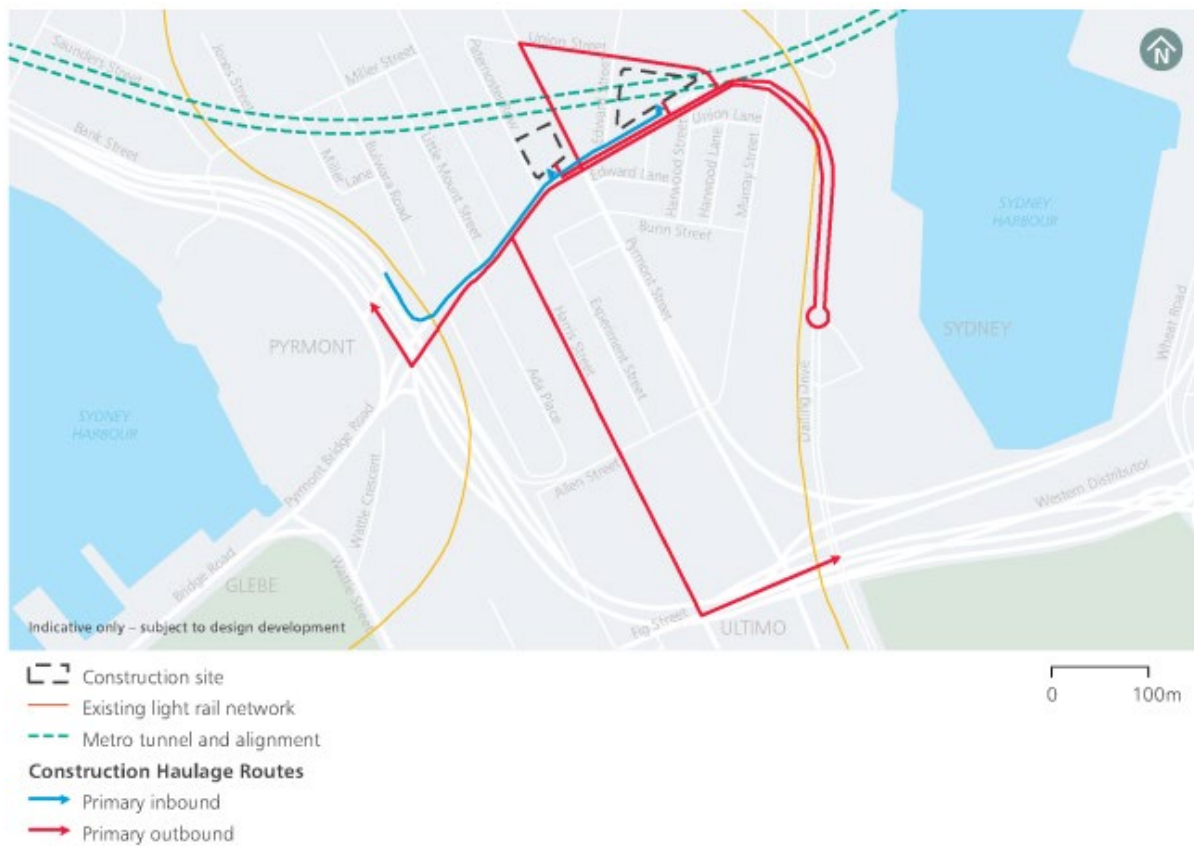 Union Street
N
Saunders Street
Jones Street
Miller Street
Paternoster Row
Edward Street
Union Lane
Bank Street
Miller Lane
Bulwara Road
Little Mount Street
Edward Lane
Harwood Street
Harwood Lane
Murray Street
Bunn Street
SYDNEY
HARBOUR
Pyrmont Street
Harris Street
Experiment Street
PYRMONT
SYDNEY
Wheat Road
Ada Place
Darling Drive
SYDNEY
HARBOUR
Pyrmont Bridge Road
Wattle Crescent
Allen Street
Western Distributor
Bridge Road
GLEBE
Wattle Street
Fig Street
ULTIMO
Indicative only – subject to design development
Construction site
0 100m
Existing light rail network
Metro tunnel and alignment
Construction Haulage Routes
Primary inbound
Primary outbound